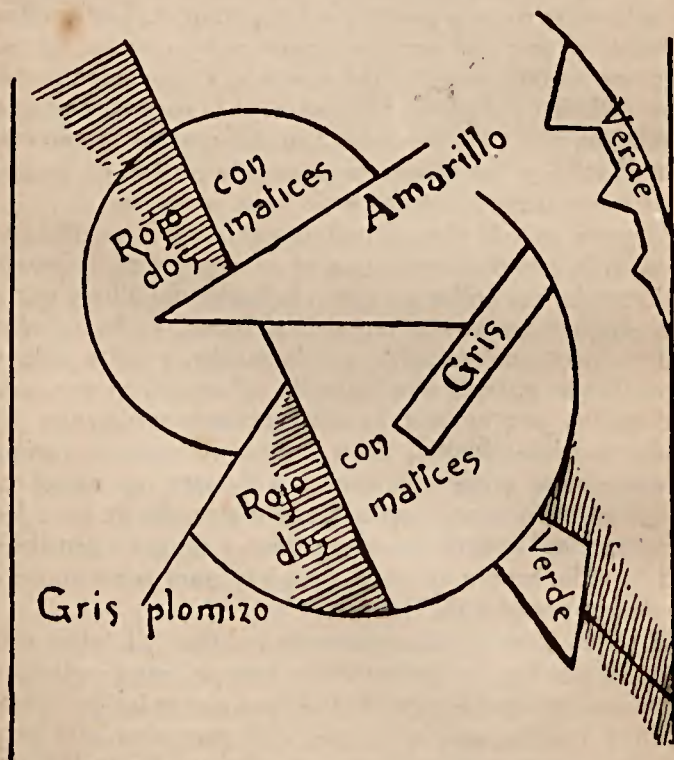 Verde
con
matices
Amarillo
Rojo
dos
Gris
con
matices
Rojo
dos
Verde
Gris plomizo